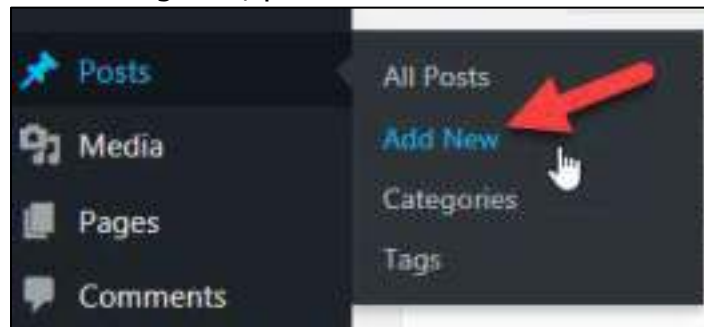 Posts
Media
Pages
Comments
All Posts
Add New
Categories
Tags